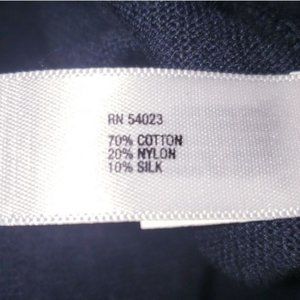 RN 54023
70% COTTON
20% NYLON
10% SILK